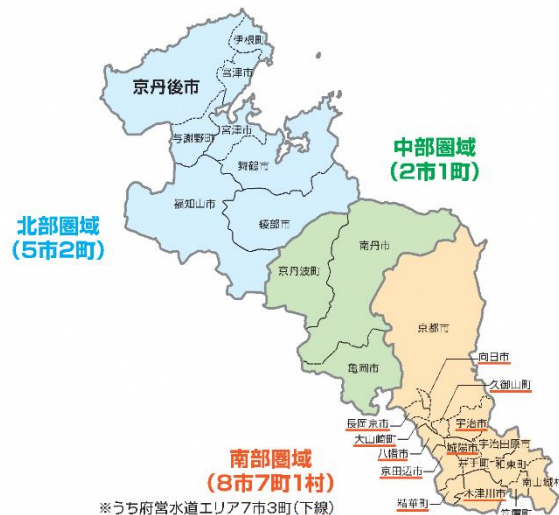 伊根町
宮津市
京丹後市
与謝野町
宮津市
舞鶴市
福知山市
綾部市
北部圏域
(5市2町)
中部圏域
(2市1町)
南丹市
京丹波町
京都市
亀岡市
向日市
久御山町
長岡京市
宇治市
大山崎町
城陽市
宇治田原市
八幡市
京田辺市
井手町
和東町
南山城村
精華町
木津川市
笠置町
南部圏域
(8市7町1村)
※うち府営水道エリア7市3町(下線)